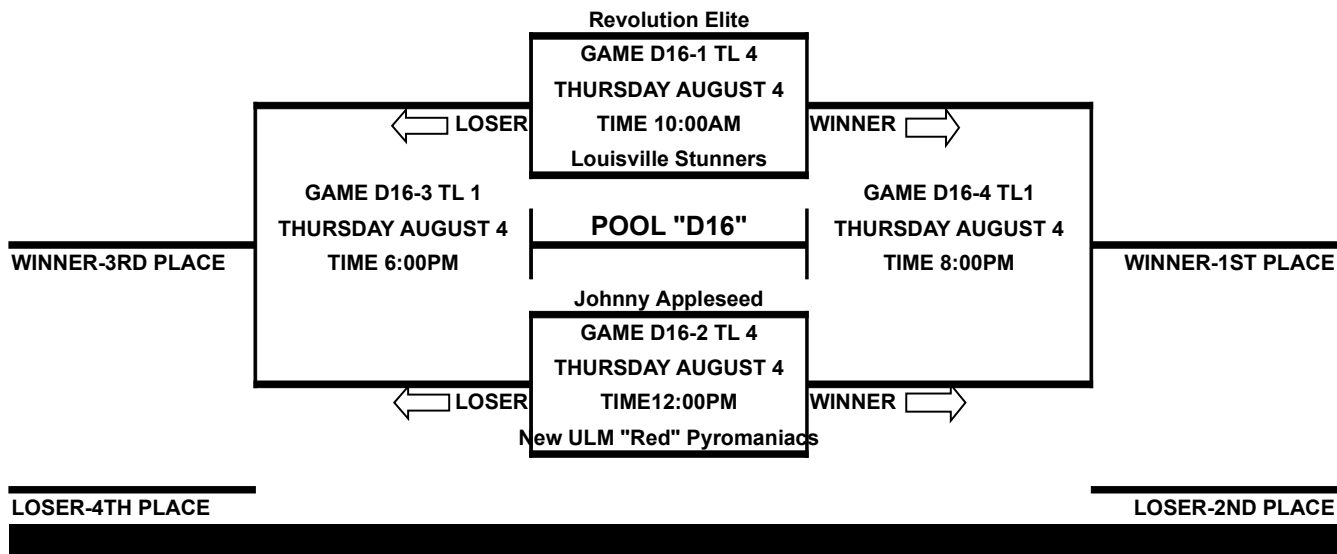 Revolution Elite
GAME D16-1 TL 4
THURSDAY AUGUST 4
LOSER
TIME 10:00AM
WINNER
Louisville Stunners
GAME D16-3 TL 1
THURSDAY AUGUST 4
TIME 6:00PM
POOL "D16"
GAME D16-4 TL1
THURSDAY AUGUST 4
TIME 8:00PM
WINNER-3RD PLACE
WINNER-1ST PLACE
Johnny Appleseed
GAME D16-2 TL 4
THURSDAY AUGUST 4
LOSER
TIME12:00PM
WINNER
New ULM "Red" Pyromaniacs
LOSER-4TH PLACE
LOSER-2ND PLACE